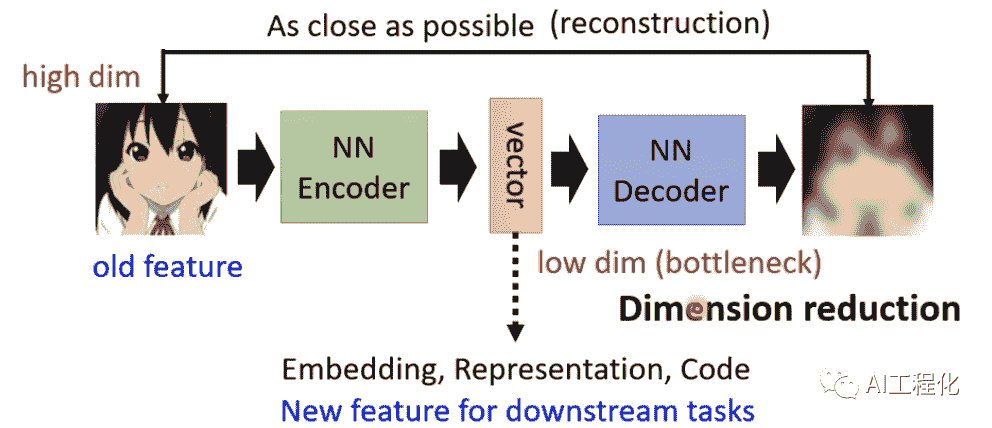 As close as possible (reconstruction)
high dim
NN
Encoder
vector
NN
Decoder
old feature
low dim (bottleneck)
Dimension reduction
Embedding, Representation, Code
New feature for downstream tasks
AI工程化